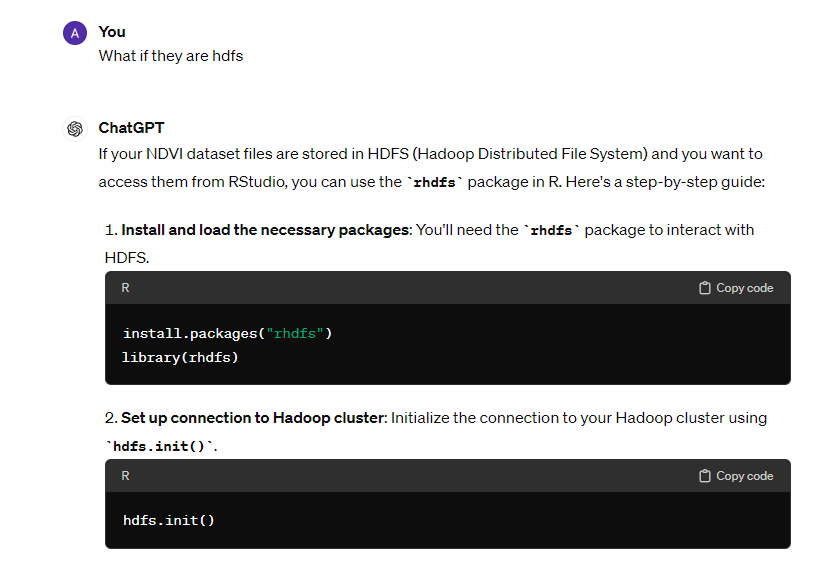 A
You
What if they are hdfs
ChatGPT
If your NDVI dataset files are stored in HDFS (Hadoop Distributed File System) and you want to
access them from RStudio, you can use the `rhdfs` package in R. Here's a step-by-step guide:
1. Install and load the necessary packages: You'll need the `rhdfs` package to interact with
HDFS.
R
Copy code
install.packages("rhdfs")
library(rhdfs)
2. Set up connection to Hadoop cluster: Initialize the connection to your Hadoop cluster using
`hdfs.init()`.
R
Copy code
hdfs.init()